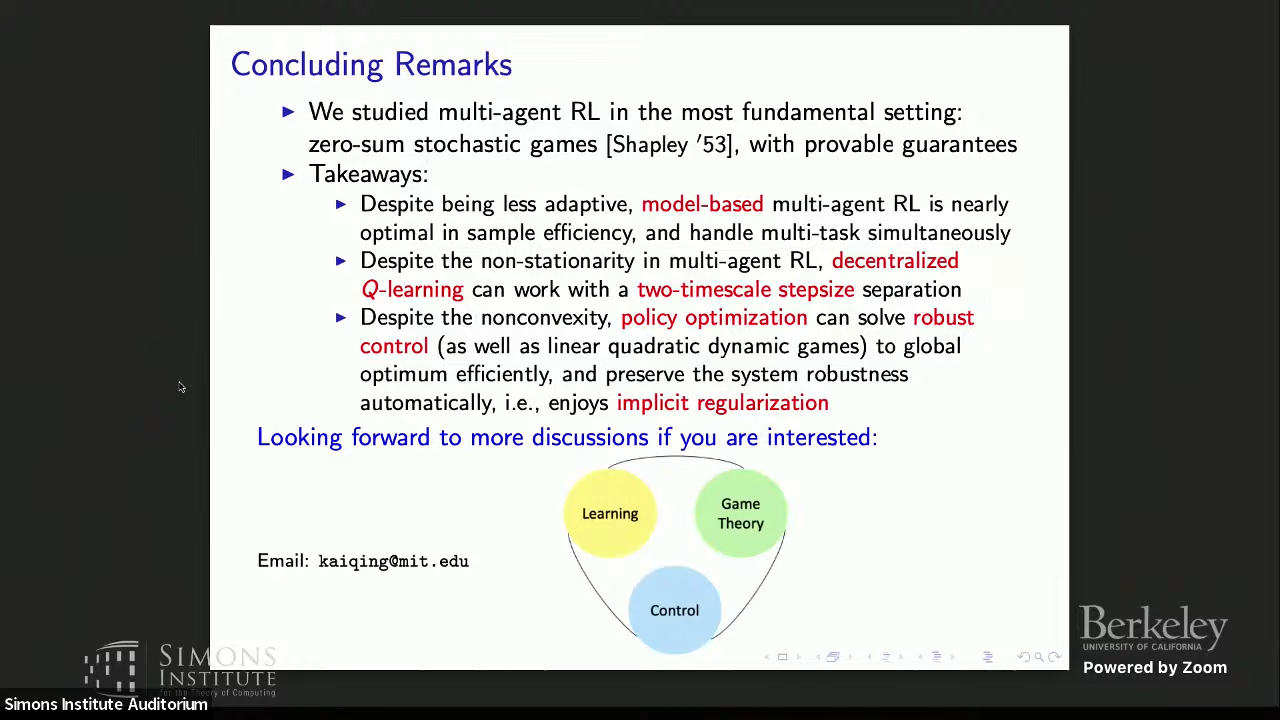 Concluding Remarks
We studied multi-agent RL in the most fundamental setting:
zero-sum stochastic games [Shapley ′53], with provable guarantees
Takeaways:
Despite being less adaptive, model-based multi-agent RL is nearly
optimal in sample efficiency, and handle multi-task simultaneously
Despite the non-stationarity in multi-agent RL, decentralized
Q-learning can work with a two-timescale stepsize separation
Despite the nonconvexity, policy optimization can solve robust
control (as well as linear quadratic dynamic games) to global
optimum efficiently, and preserve the system robustness
automatically, i.e., enjoys implicit regularization
Looking forward to more discussions if you are interested:
Learning
Game
Theory
Email: kaiqing@mit.edu
Control
SIMONS
INSTITUTE
for the Theory of Computing
Berkeley
UNIVERSITY OF CALIFORNIA
Powered by Zoom
Simons Institute Auditorium